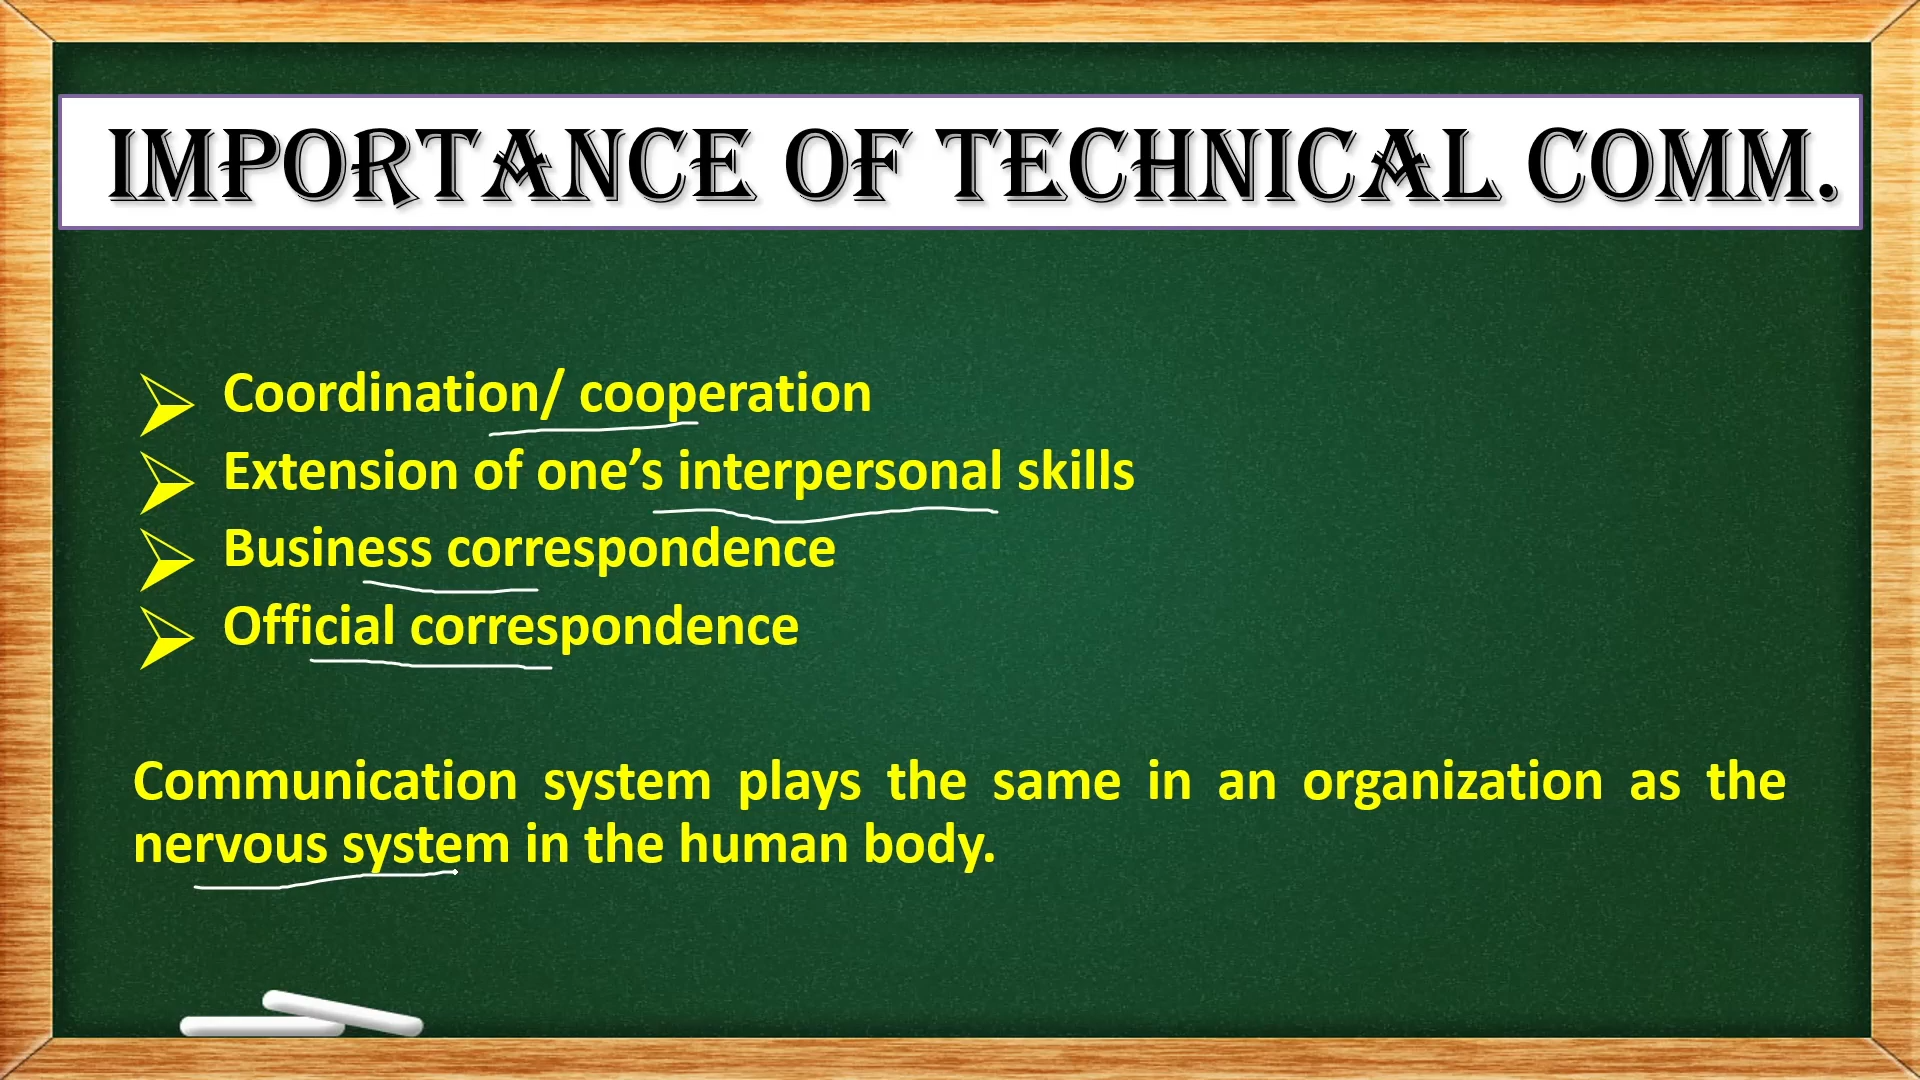 IMPORTANCE OF TECHNICAL COMM.
Coordination/ cooperation
Extension of one’s interpersonal skills
Business correspondence
Official correspondence
Communication system plays the same in an organization as the
nervous system in the human body.